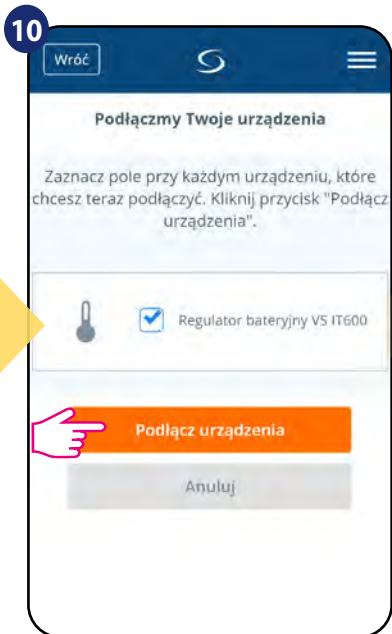 10
Wróć
Podłączmy Twoje urządzenia
Zaznacz pole przy każdym urządzeniu, które
chcesz teraz podłączyć. Kliknij przycisk "Podłącz
urządzenia".
Regulator bateryjny VS IT600
Podłącz urządzenia
Anuluj